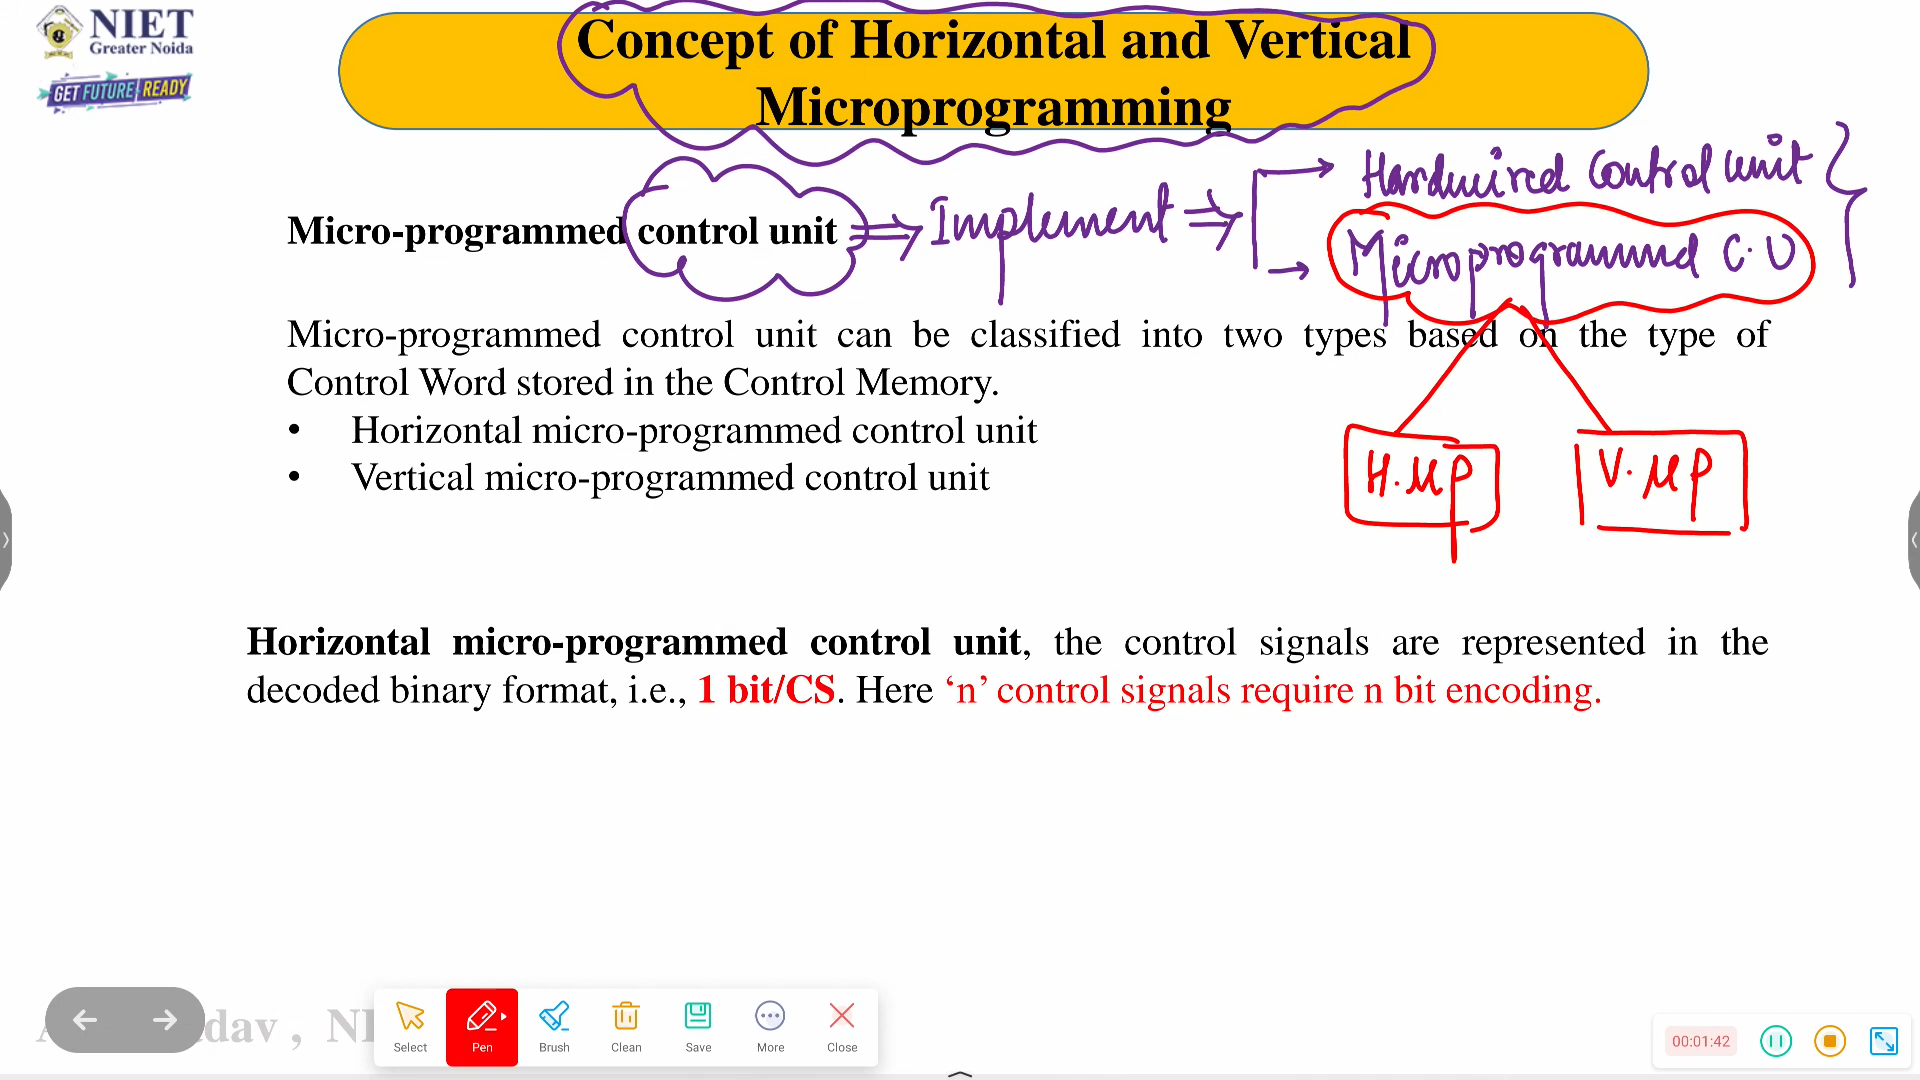 NIET
Greater Noida
GET FUTURE READY
Concept of Horizontal and Vertical
Microprogramming
Hardwired Control Unit
Micro-programmed control unit
Implement
Microprogrammed C.U
Micro-programmed control unit can be classified into two types based on the type of
Control Word stored in the Control Memory.
• Horizontal micro-programmed control unit
• Vertical micro-programmed control unit
H.μp
V.μp
Horizontal micro-programmed control unit, the control signals are represented in the
decoded binary format, i.e., 1 bit/CS. Here ‘n’ control signals require n bit encoding.
Select
Pen
Brush
Clean
Save
More
Close
00:01:42